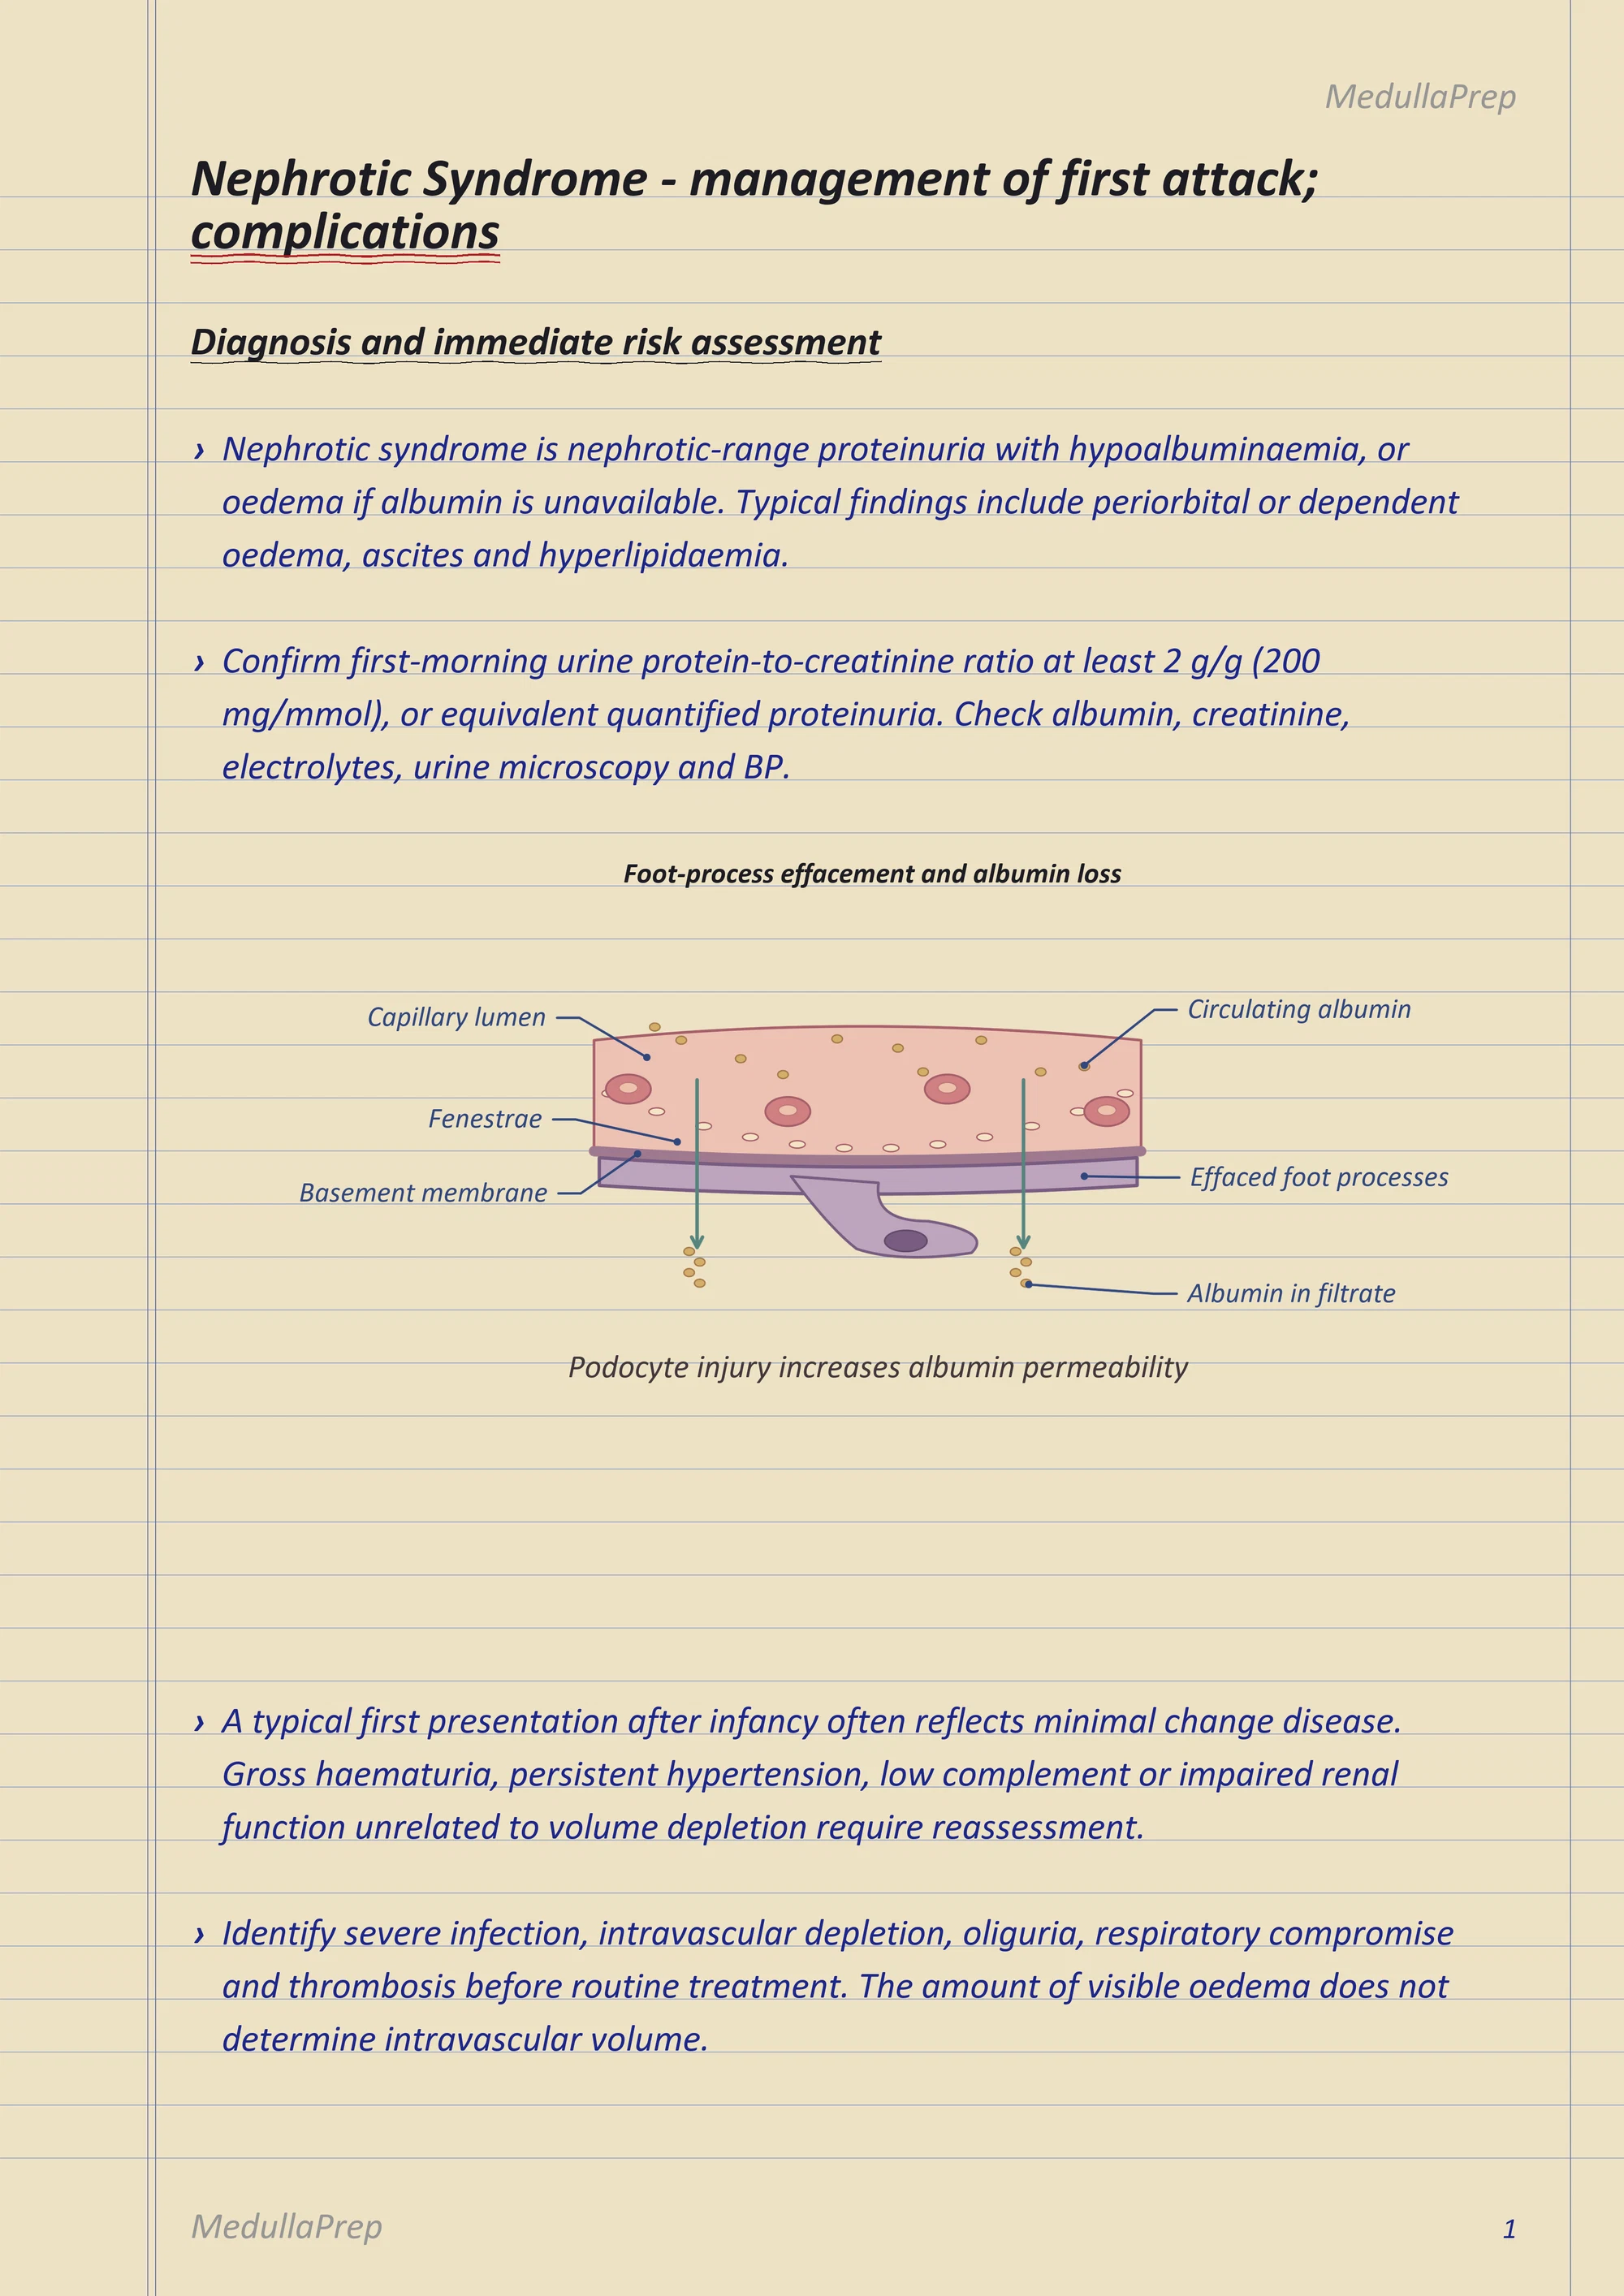 MedullaPrep
Nephrotic Syndrome - management of first attack;
complications
Diagnosis and immediate risk assessment
› Nephrotic syndrome is nephrotic-range proteinuria with hypoalbuminaemia, or
oedema if albumin is unavailable. Typical findings include periorbital or dependent
oedema, ascites and hyperlipidaemia.
› Confirm first-morning urine protein-to-creatinine ratio at least 2 g/g (200
mg/mmol), or equivalent quantified proteinuria. Check albumin, creatinine,
electrolytes, urine microscopy and BP.
Foot-process effacement and albumin loss
Capillary lumen
Circulating albumin
Fenestrae
Basement membrane
Effaced foot processes
Albumin in filtrate
Podocyte injury increases albumin permeability
› A typical first presentation after infancy often reflects minimal change disease.
Gross haematuria, persistent hypertension, low complement or impaired renal
function unrelated to volume depletion require reassessment.
› Identify severe infection, intravascular depletion, oliguria, respiratory compromise
and thrombosis before routine treatment. The amount of visible oedema does not
determine intravascular volume.
MedullaPrep
1